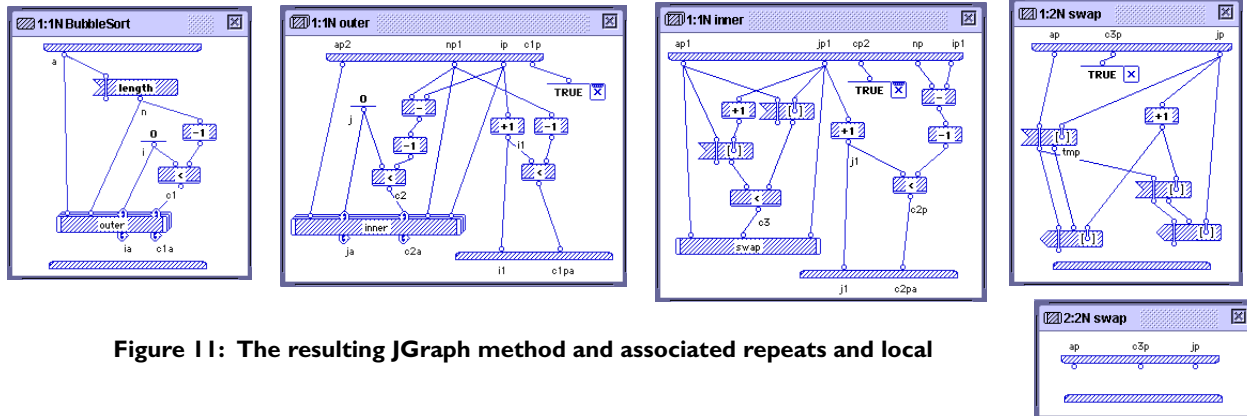 1:1N BubbleSort
a
length
n
0
-1
i
<
c1
outer
ia c1a
1:1N outer
ap2 np1 ip c1p
TRUE
0
-
j
+1 -1
-1
i1
<
<
c2
inner
ja c2a
i1 c1pa
1:1N inner
ap1 jp1 cp2 np ip1
TRUE
-
+1 [ ]
+1 -1
[ ]
j1
<
<
c3
c2p
swap
j1 c2pa
1:2N swap
ap c3p jp
TRUE
+1
[ ]
tmp
[ ]
[ ] [ ]
2:2N swap
ap c3p jp
Figure 11: The resulting JGraph method and associated repeats and local